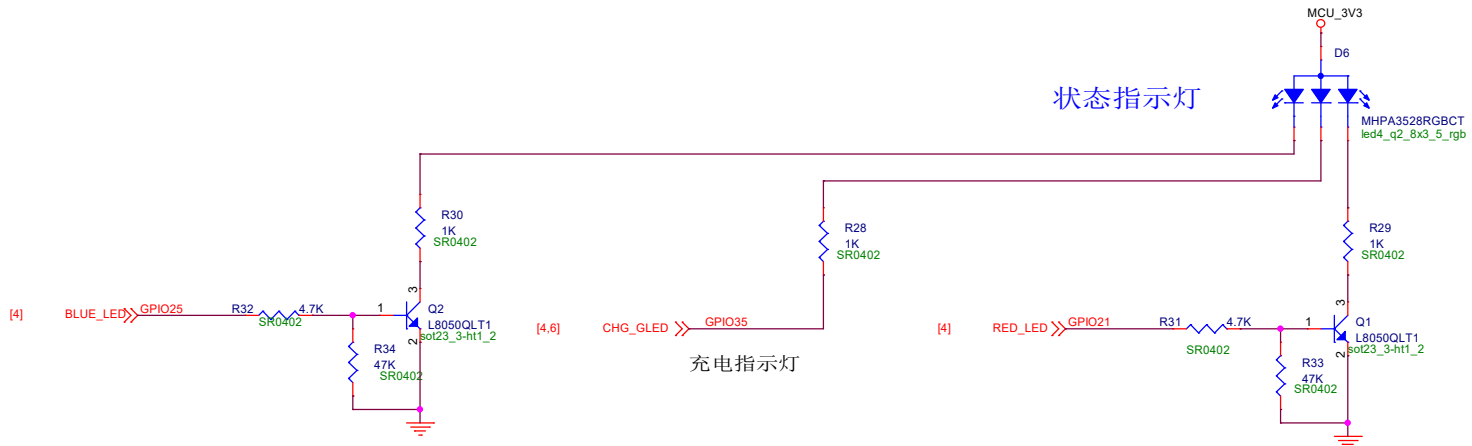 MCU_3V3
D6
状态指示灯
MHPA3528RGBCT
led4_q2_8x3_5_rgb
R30
1K
SR0402
R28
1K
SR0402
R29
1K
SR0402
[4] BLUE_LED GPIO25 R32 4.7K
SR0402
1
3
2
Q2
L8050QLT1
sot23_3-ht1_2
R34
47K
SR0402
[4,6] CHG_GLED GPIO35
充电指示灯
[4] RED_LED GPIO21 R31 4.7K
SR0402
1
3
2
Q1
L8050QLT1
sot23_3-ht1_2
R33
47K
SR0402